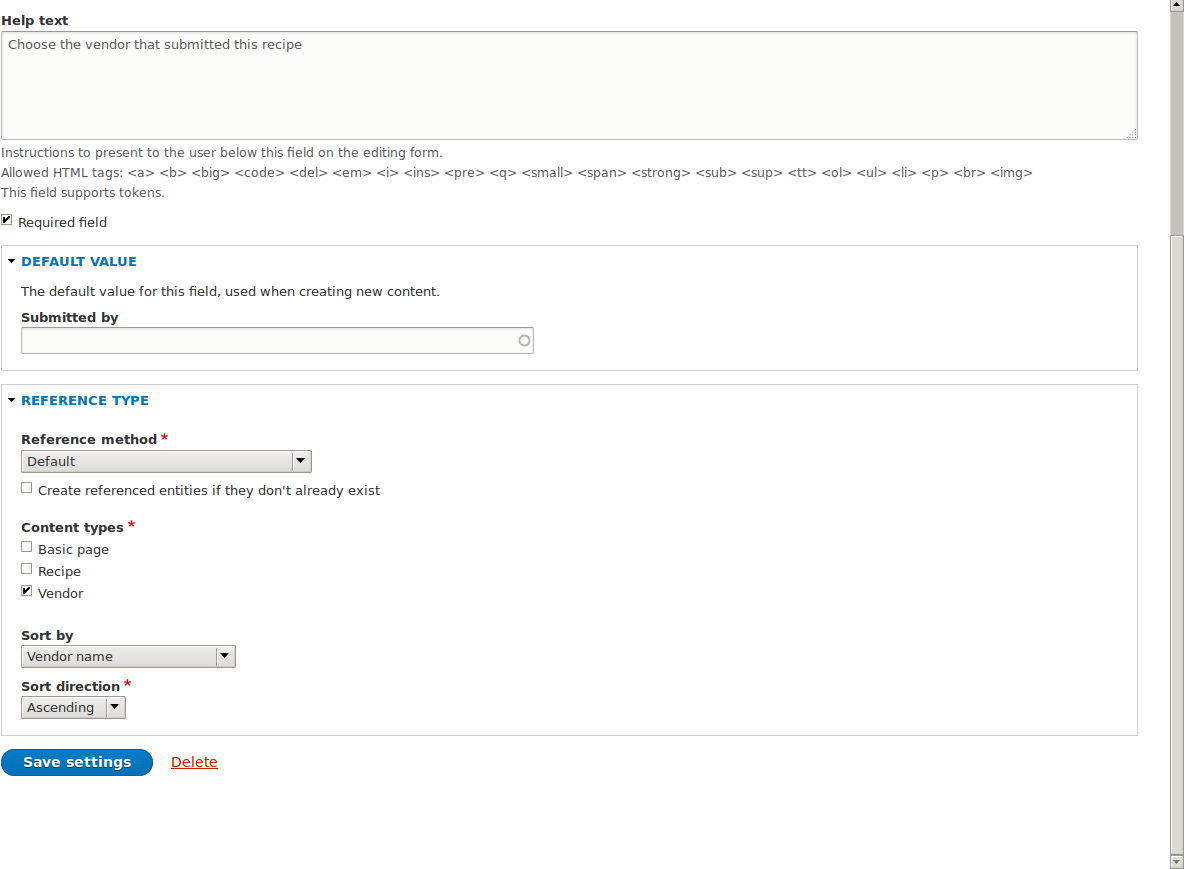 Help text
Choose the vendor that submitted this recipe
Instructions to present to the user below this field on the editing form.
Allowed HTML tags: <a> <b> <big> <code> <del> <em> <i> <ins> <pre> <q> <small> <span> <strong> <sub> <sup> <tt> <ol> <ul> <li> <p> <br> <img>
This field supports tokens.
Required field
DEFAULT VALUE
The default value for this field, used when creating new content.
Submitted by
REFERENCE TYPE
Reference method *
Default
Create referenced entities if they don't already exist
Content types *
Basic page
Recipe
Vendor
Sort by
Vendor name
Sort direction *
Ascending
Save settings Delete